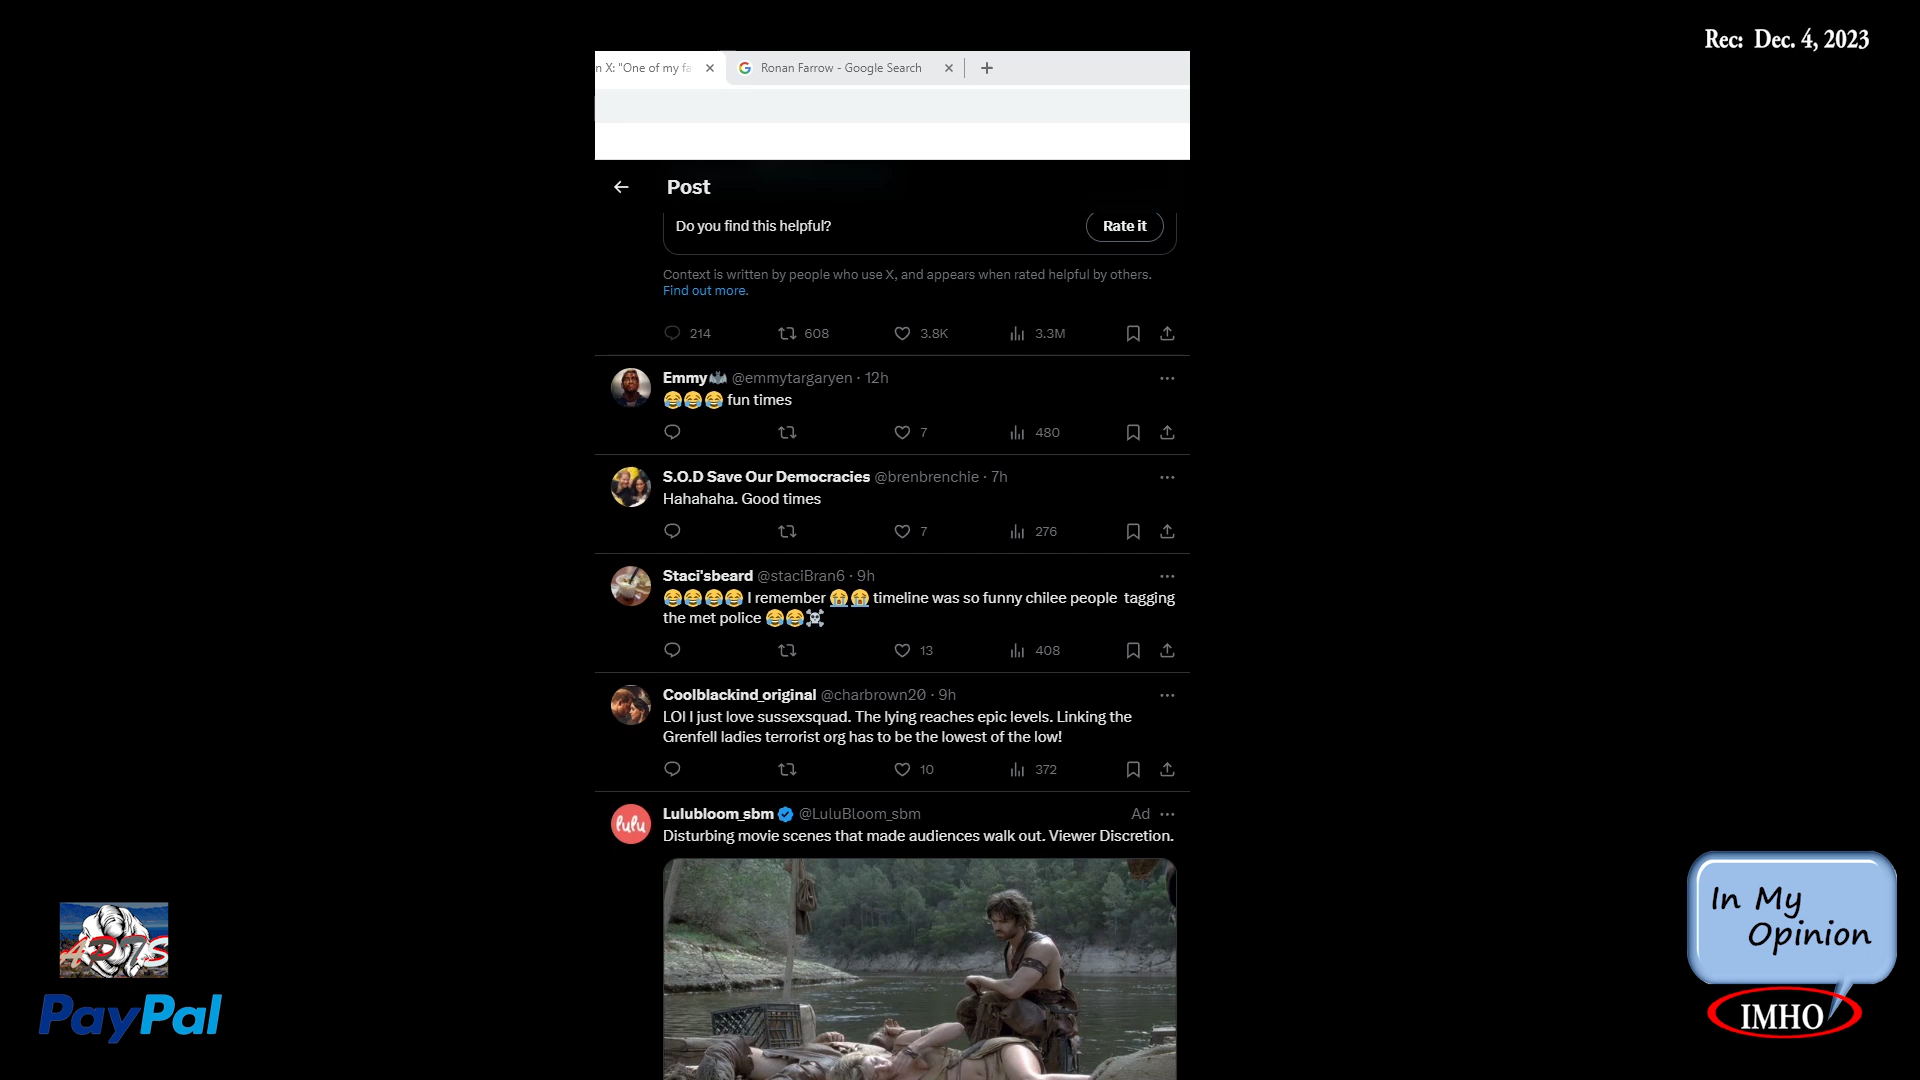 Rec: Dec. 4, 2023
n X: "One of my fa
Ronan Farrow - Google Search
Post
Do you find this helpful?
Rate it
Context is written by people who use X, and appears when rated helpful by others.
Find out more.
214 608 3.8K 3.3M
Emmy🦇 @emmytargaryen · 12h
😂😂😂 fun times
7 480
S.O.D Save Our Democracies @brenbrenchie · 7h
Hahahaha. Good times
7 276
Staci'sbeard @staciBran6 · 9h
😂😂😂😂 I remember 😭😭 timeline was so funny chilee people tagging
the met police 😂😂☠️
13 408
Coolblackind_original @charbrown20 · 9h
LOl I just love sussexsquad. The lying reaches epic levels. Linking the
Grenfell ladies terrorist org has to be the lowest of the low!
10 372
lulu
Lulubloom_sbm @LuluBloom_sbm Ad
Disturbing movie scenes that made audiences walk out. Viewer Discretion.
PayPal
In My
Opinion
IMHO